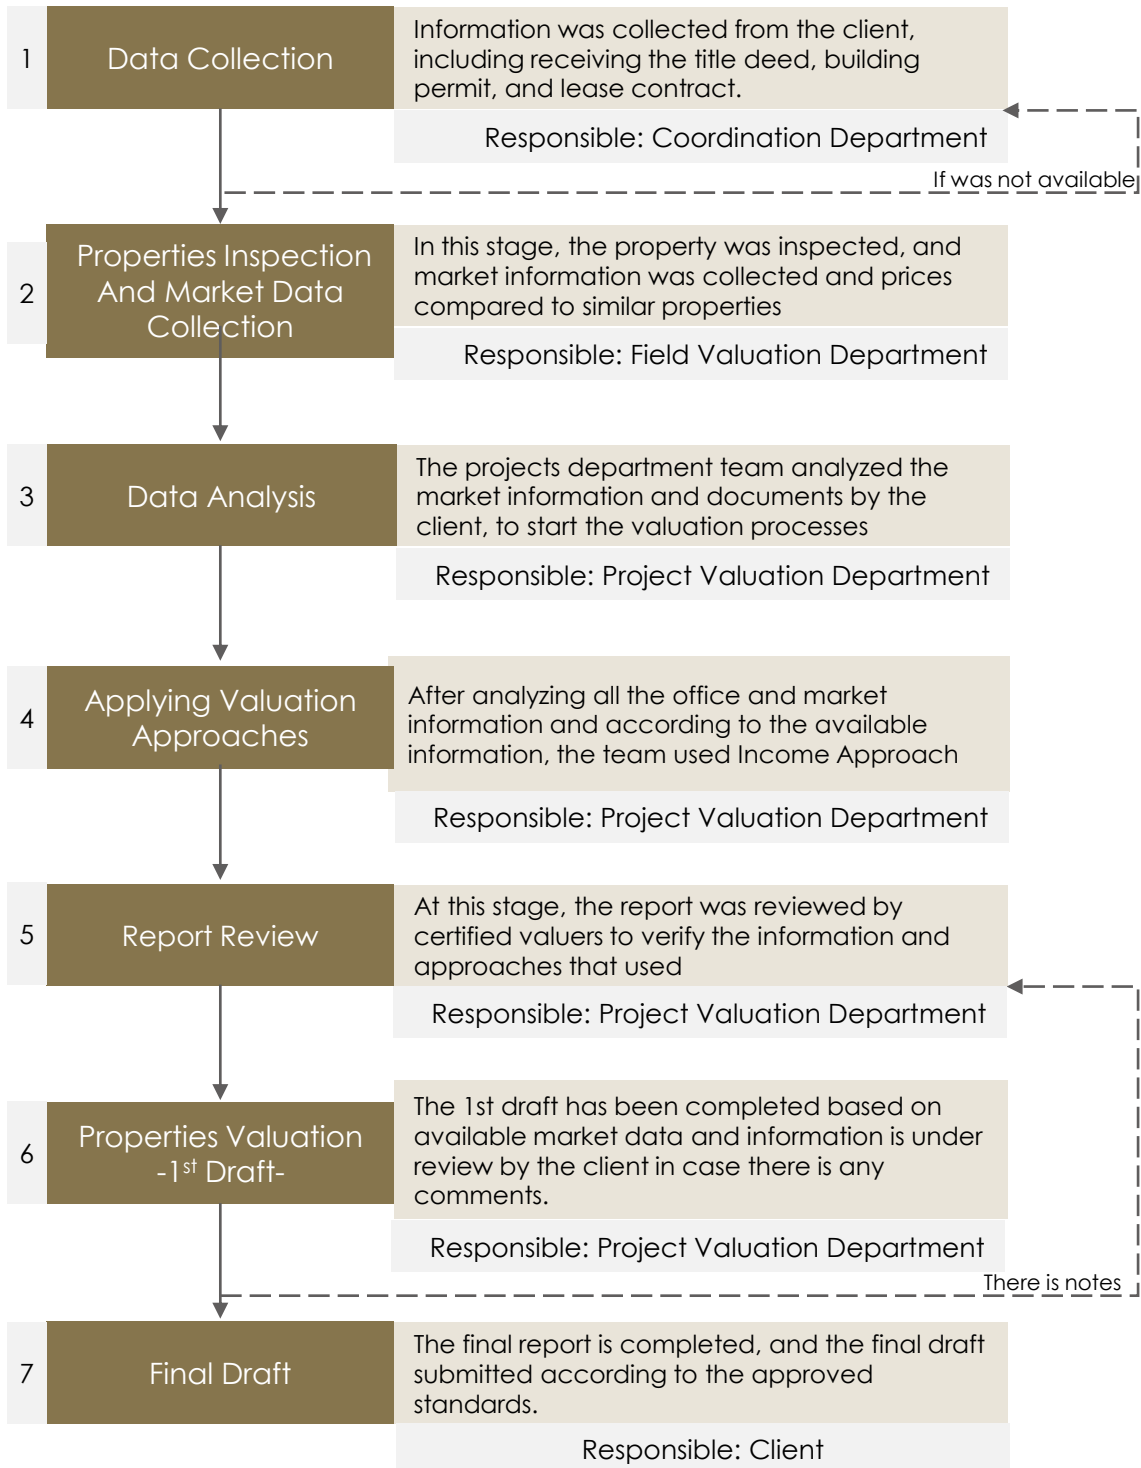 1
Data Collection
Information was collected from the client,
including receiving the title deed, building
permit, and lease contract.
Responsible: Coordination Department
If was not available
2
Properties Inspection
And Market Data
Collection
In this stage, the property was inspected, and
market information was collected and prices
compared to similar properties
Responsible: Field Valuation Department
3
Data Analysis
The projects department team analyzed the
market information and documents by the
client, to start the valuation processes
Responsible: Project Valuation Department
4
Applying Valuation
Approaches
After analyzing all the office and market
information and according to the available
information, the team used Income Approach
Responsible: Project Valuation Department
5
Report Review
At this stage, the report was reviewed by
certified valuers to verify the information and
approaches that used
Responsible: Project Valuation Department
6
Properties Valuation
-1st Draft-
The 1st draft has been completed based on
available market data and information is under
review by the client in case there is any
comments.
Responsible: Project Valuation Department
There is notes
7
Final Draft
The final report is completed, and the final draft
submitted according to the approved
standards.
Responsible: Client